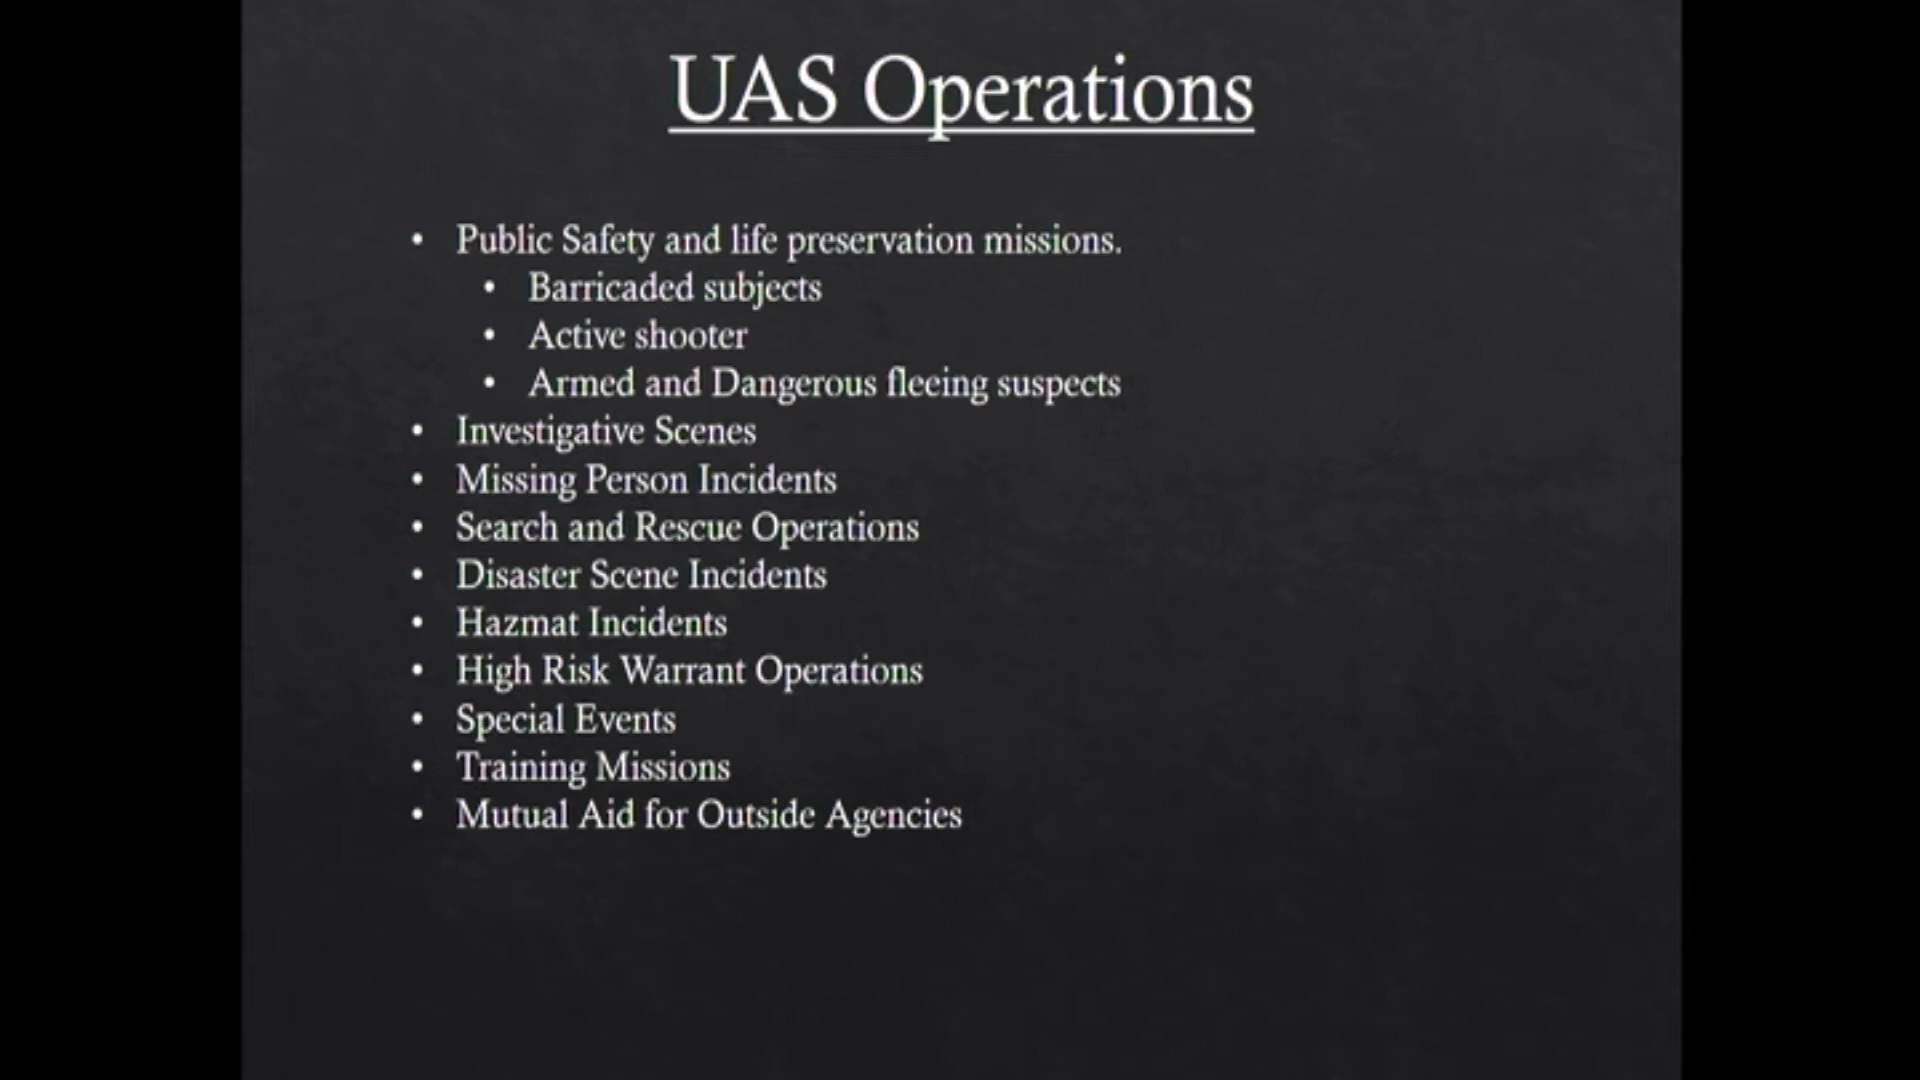 UAS Operations
• Public Safety and life preservation missions.
• Barricaded subjects
• Active shooter
• Armed and Dangerous fleeing suspects
• Investigative Scenes
• Missing Person Incidents
• Search and Rescue Operations
• Disaster Scene Incidents
• Hazmat Incidents
• High Risk Warrant Operations
• Special Events
• Training Missions
• Mutual Aid for Outside Agencies